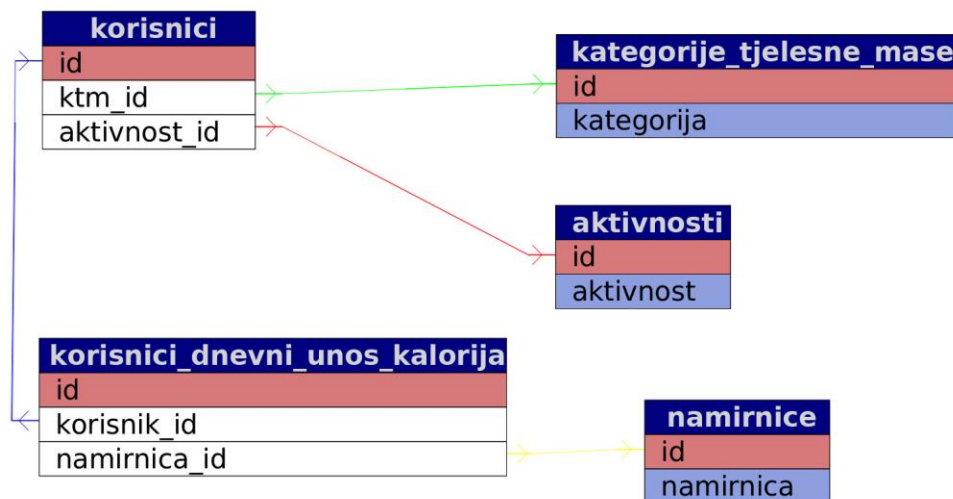 korisnici
id
ktm_id
aktivnost_id
kategorije_tjelesne_mase
id
kategorija
aktivnosti
id
aktivnost
korisnici_dnevni_unos_kalorija
id
korisnik_id
namirnica_id
namirnice
id
namirnica